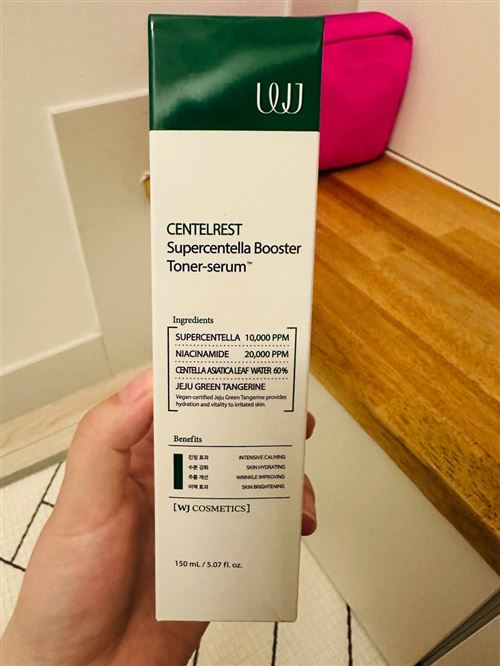 WJ
CENTELREST
Supercentella Booster
Toner-serum™
Ingredients
SUPERCENTELLA 10,000 PPM
NIACINAMIDE 20,000 PPM
CENTELLA ASIATICA LEAF WATER 60%
JEJU GREEN TANGERINE
Vegan-certified Jeju Green Tangerine provides
hydration and vitality to irritated skin.
Benefits
진정 효과 INTENSIVE CALMING
수분 강화 SKIN HYDRATING
주름 개선 WRINKLE IMPROVING
미백 효과 SKIN BRIGHTENING
[WJ COSMETICS]
150 mL / 5.07 fl. oz.